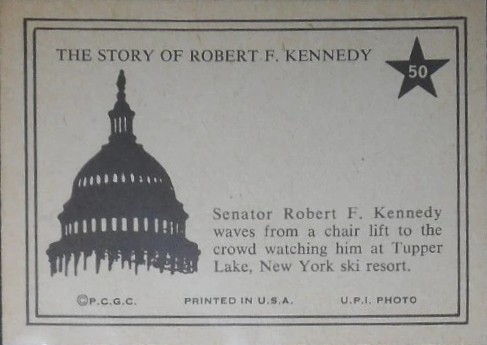 THE STORY OF ROBERT F. KENNEDY
50
Senator Robert F. Kennedy
waves from a chair lift to the
crowd watching him at Tupper
Lake, New York ski resort.
©P.C.G.C. PRINTED IN U.S.A. U.P.I. PHOTO